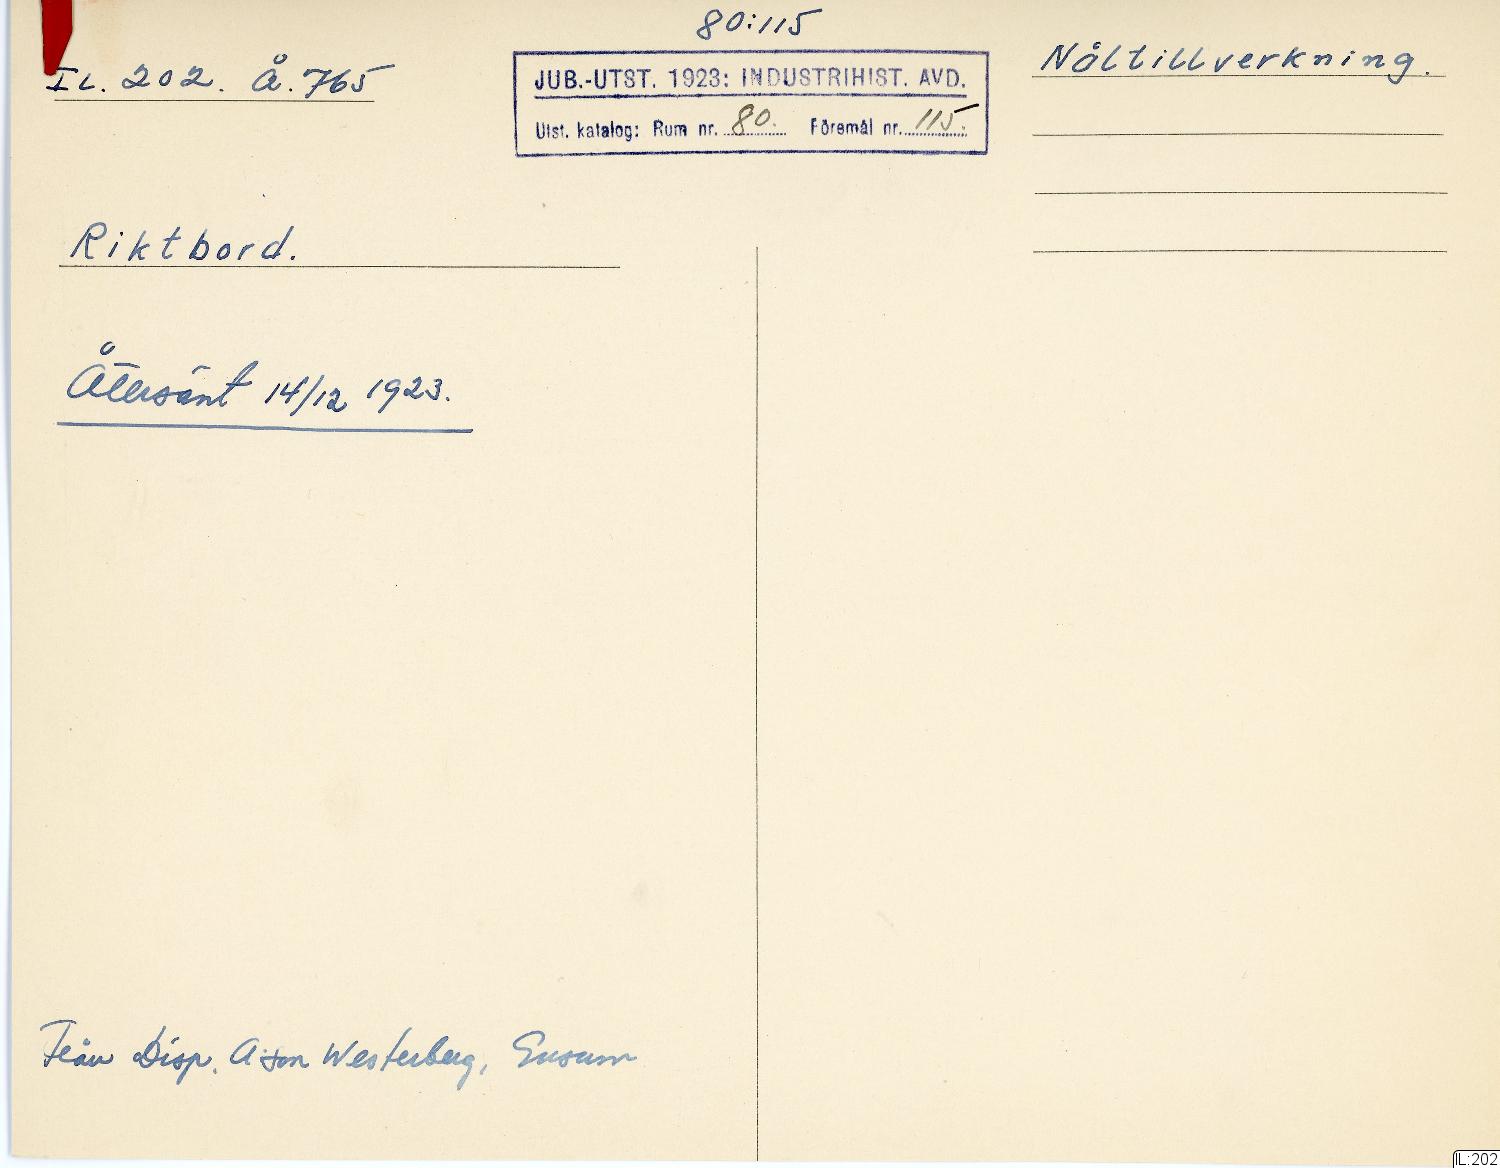 80:115
IL. 202. Å. 765
JUB.-UTST. 1923: INDUSTRIHIST. AVD.
Utst. katalog: Rum nr. 80. Föremål nr. 115.
Nåltillverkning.
Riktbord.
Återsänt 14/12 1923.
Från Disp. A:son Westerberg,
IL:202